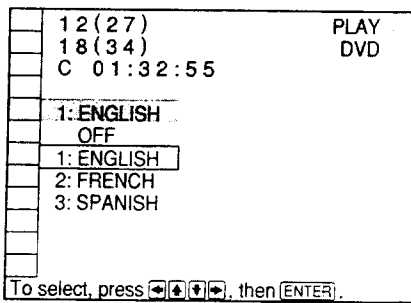 12(27) PLAY
18(34) DVD
C 01:32:55
1: ENGLISH
OFF
1: ENGLISH
2: FRENCH
3: SPANISH
To select, press ←↑↓→, then ENTER.